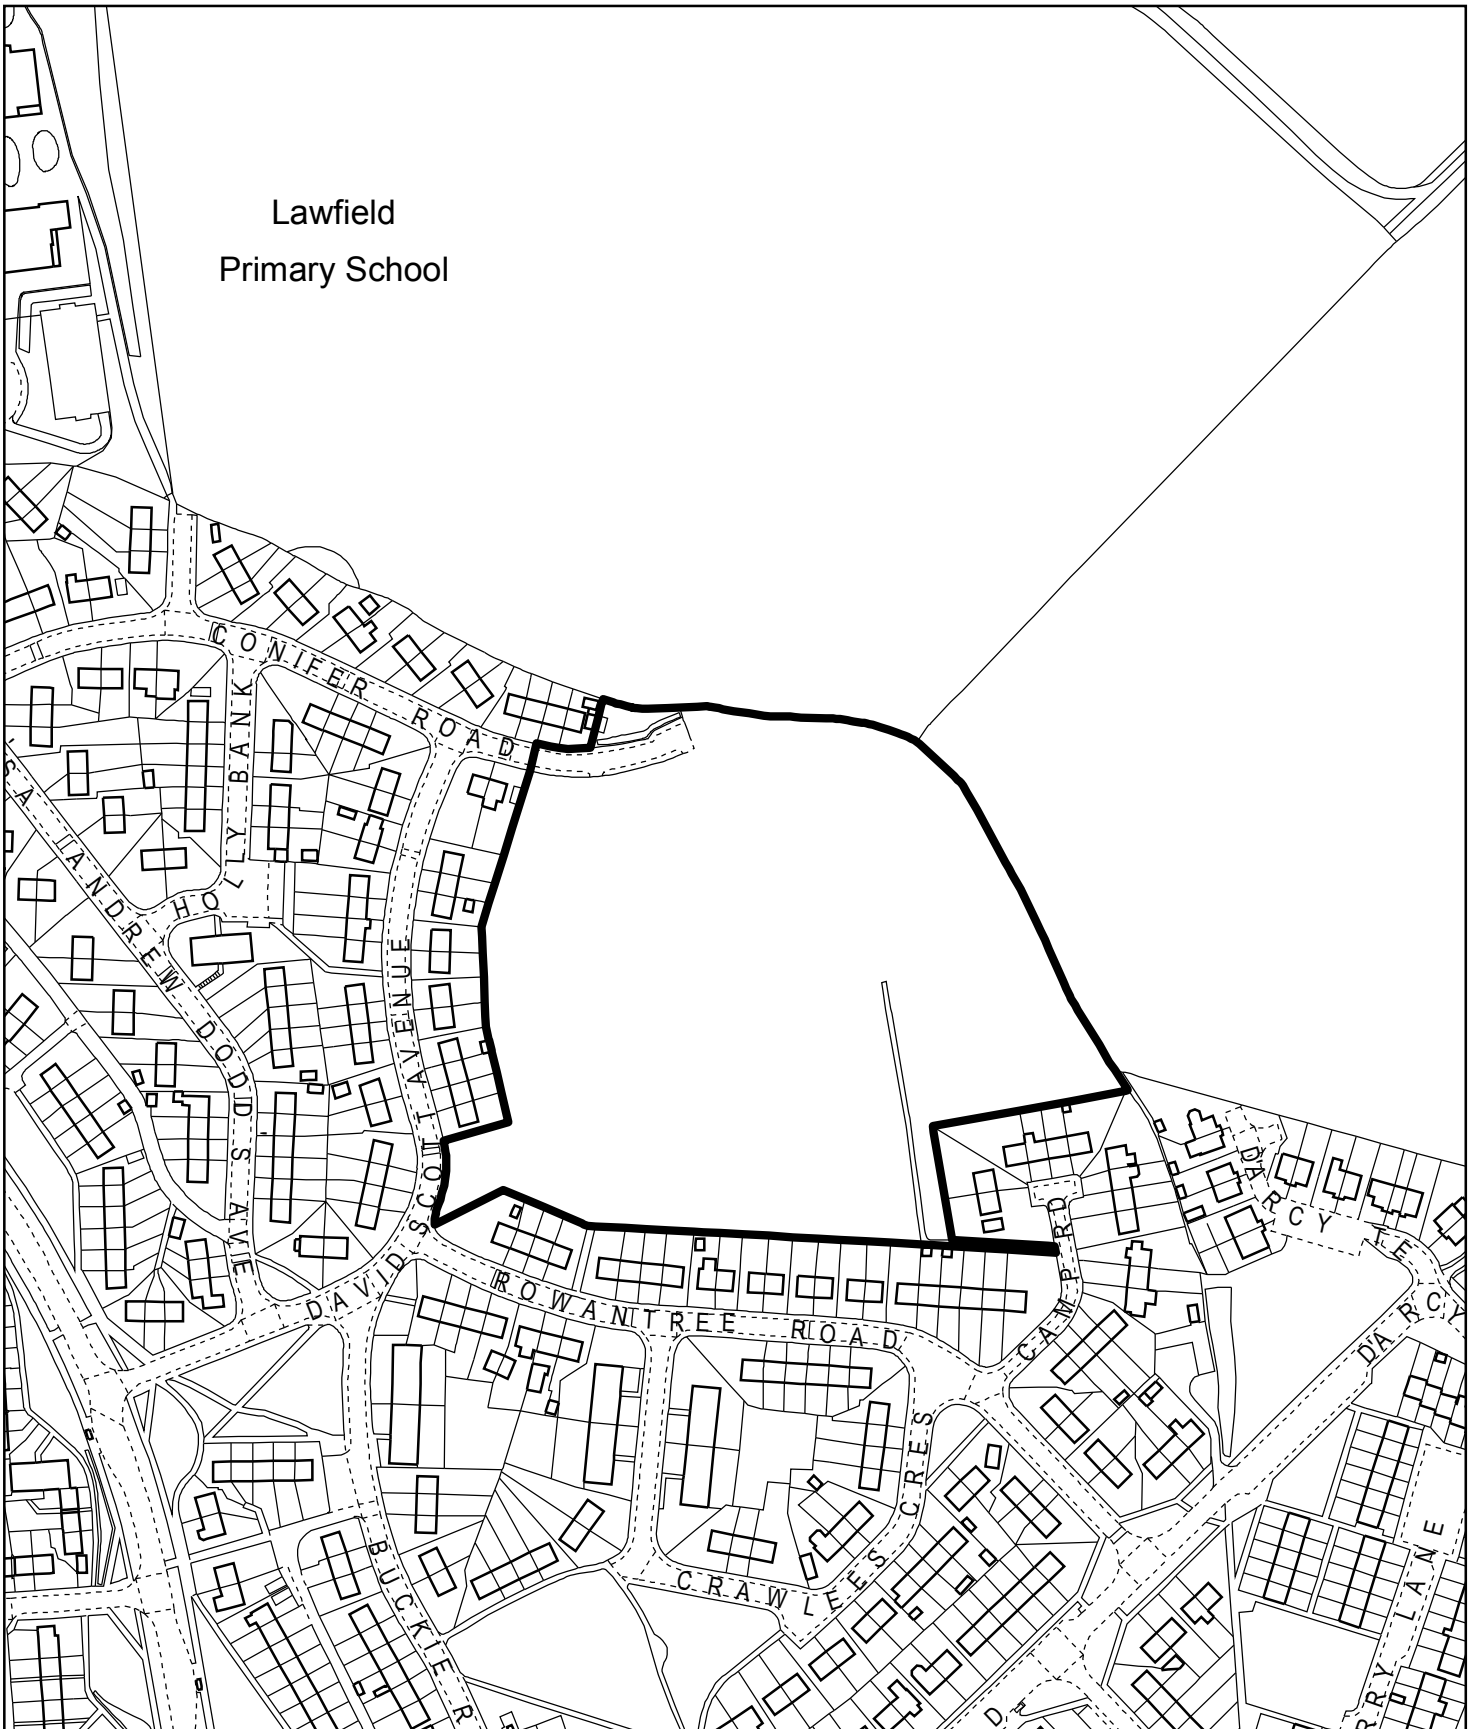 Lawfield
Primary School
CONIFER ROAD
HOLLY BANK
ANDREW DODD'S AVE
DAVID SCOTT AVENUE
ROWANTREE ROAD
CAMP RD
DARCY TE
DARCY
CRAWLEES CRES
BUCKIE R
LANE